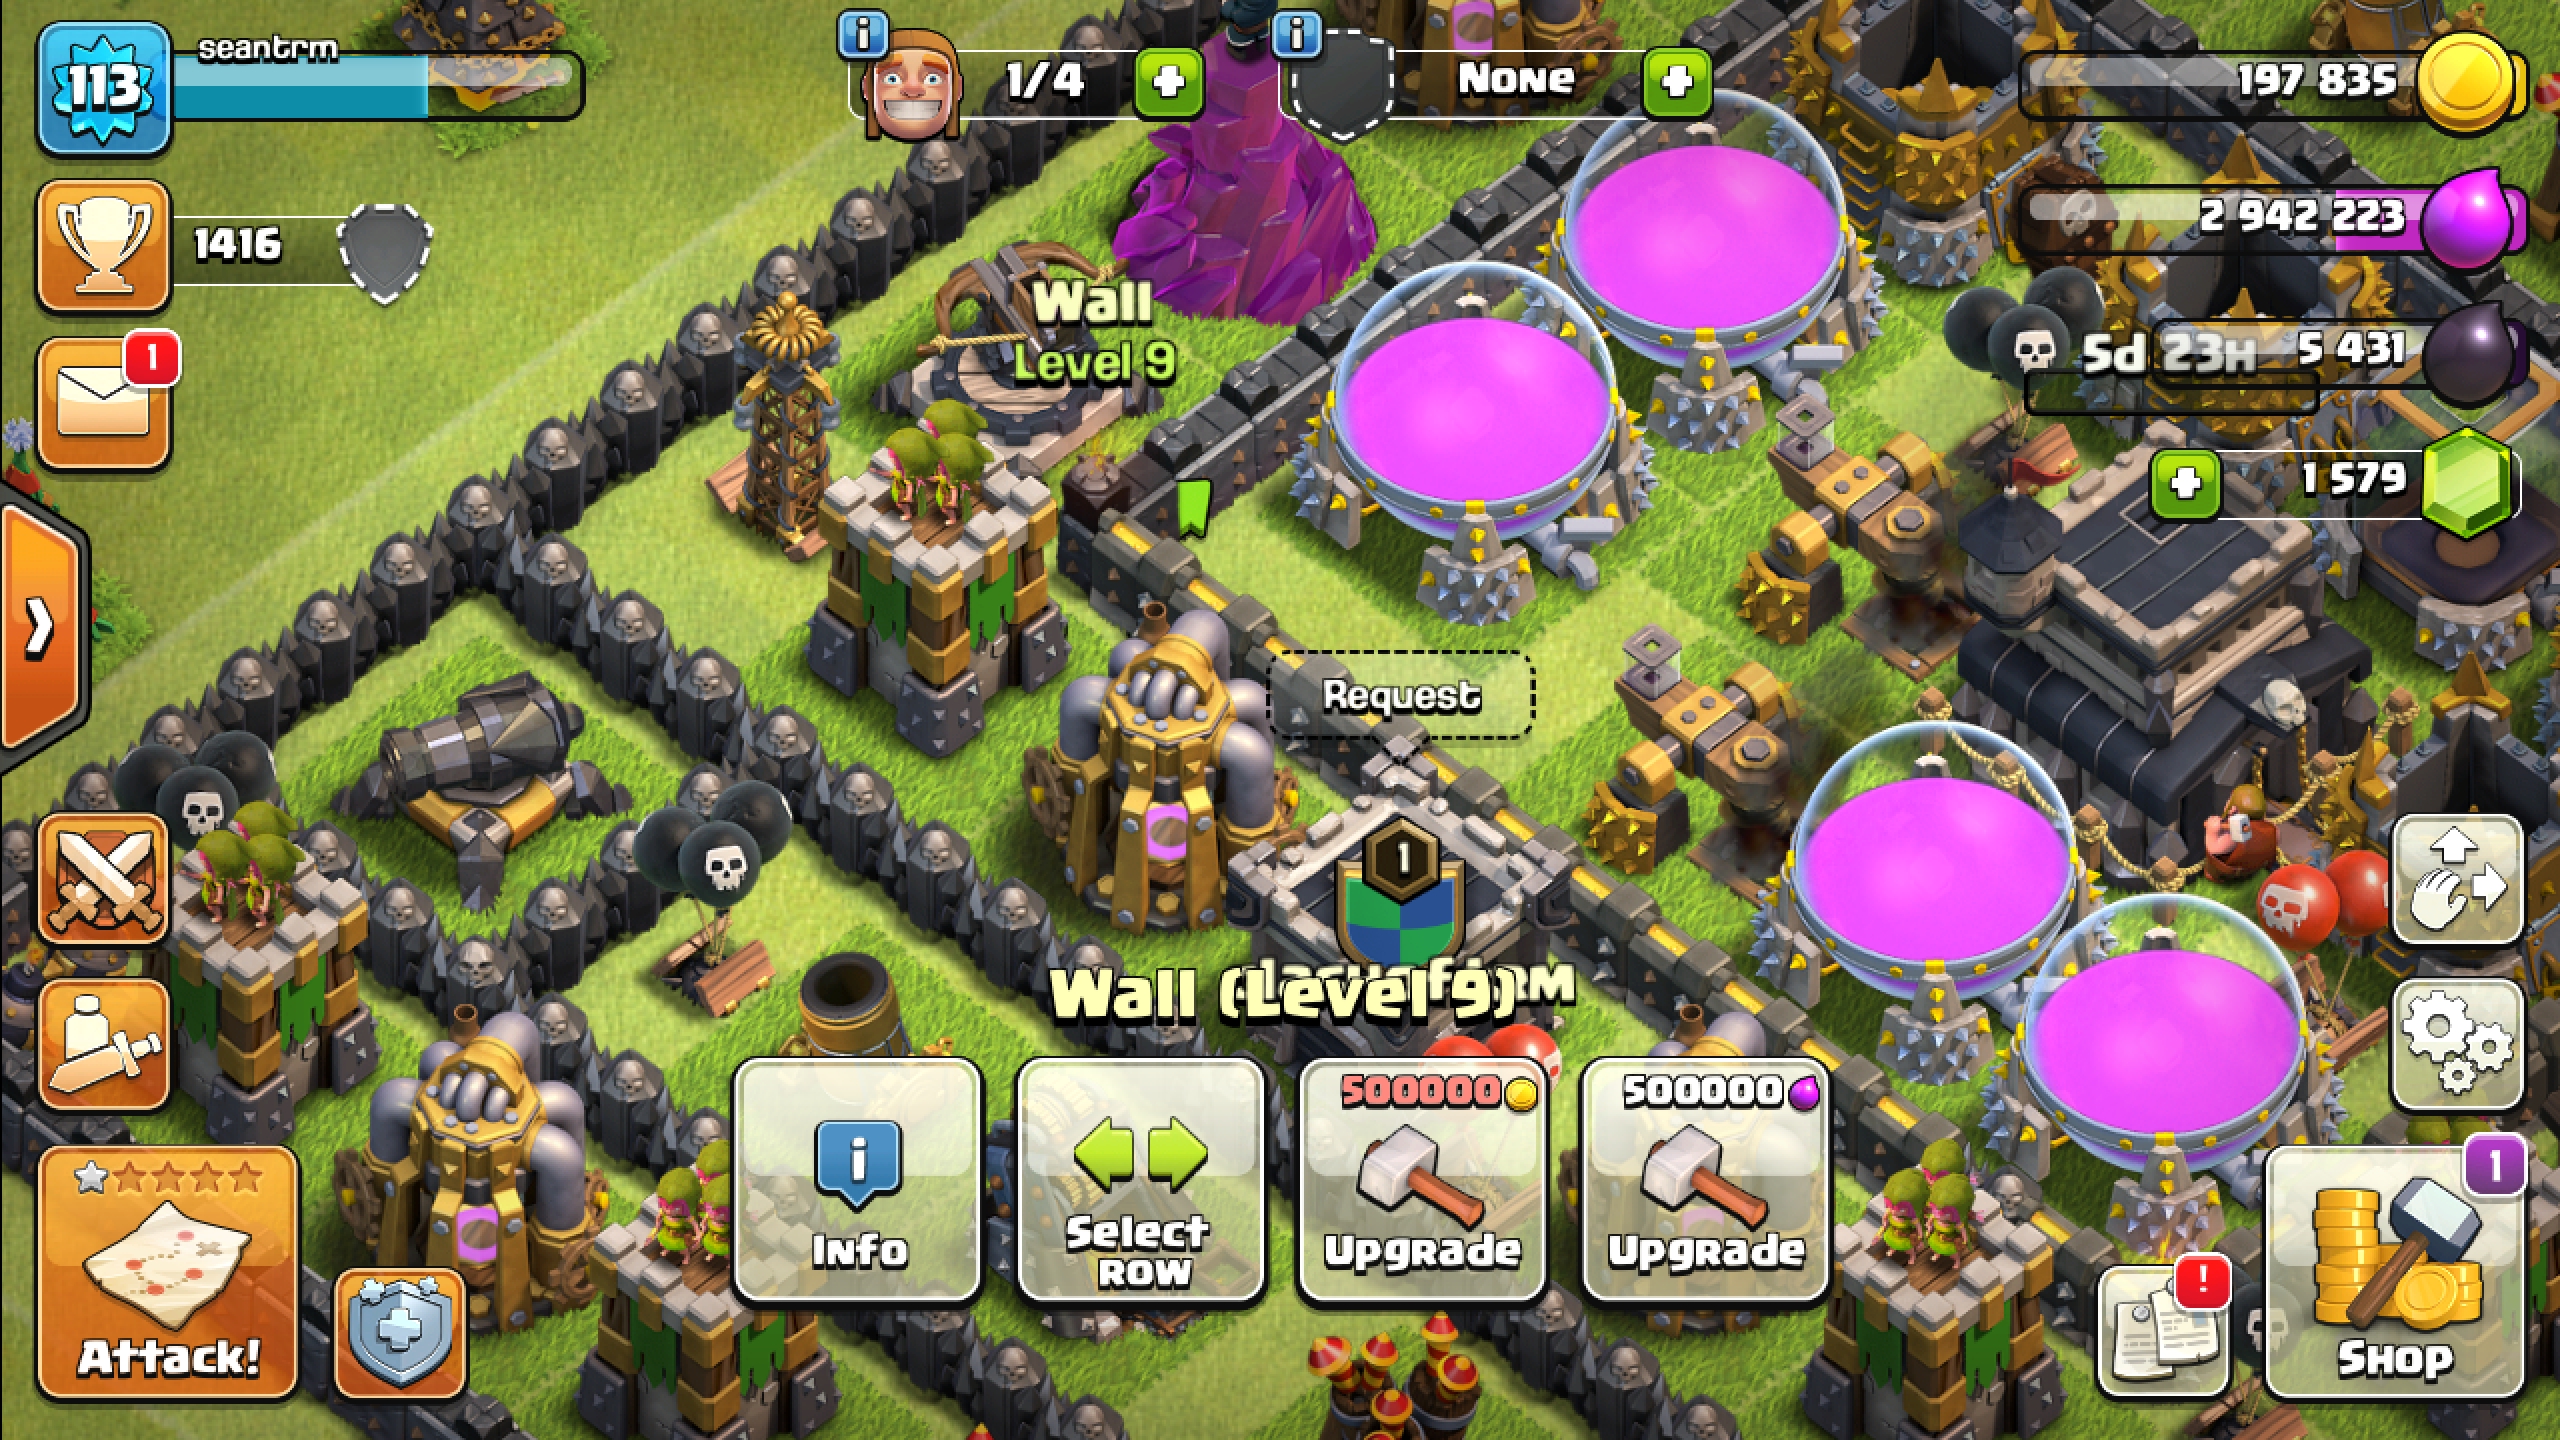 113
seantrm
1/4
None
197 835
1416
2 942 223
Wall
Level 9
1
5d 23h
5 431
1 579
Request
1
Wall (Level 9)
500000
500000
Info
Select
row
Upgrade
Upgrade
Attack!
1
!
Shop